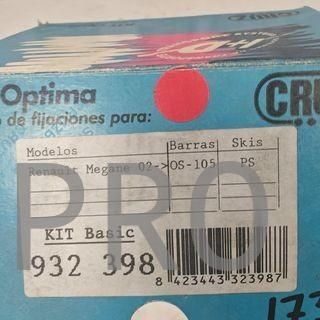 Optima
o de fijaciones para:
CRU
Modelos Barras Skis
Renault Megane 02-> OS-105 PS
KIT Basic
932 398
8 423443 323987
PRO
173